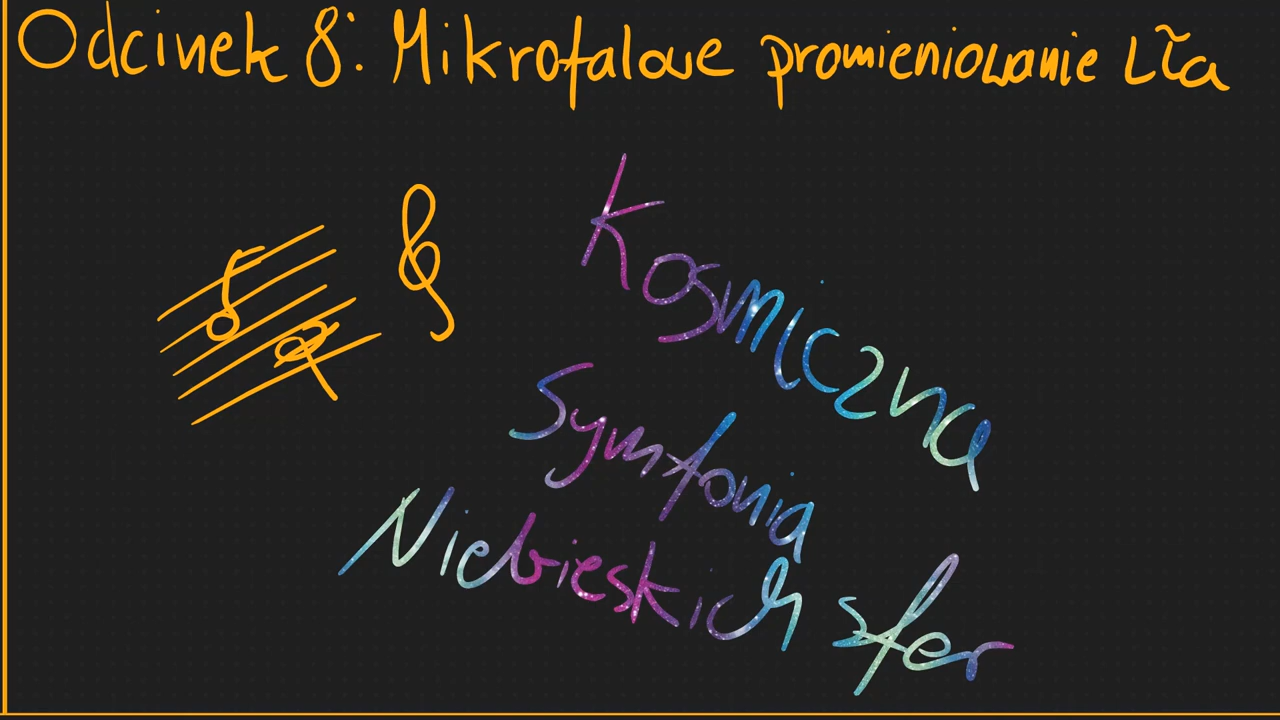 Odcinek 8: Mikrofalowe promieniowanie tła
Kosmiczna
Symfonia
Niebieskich sfer